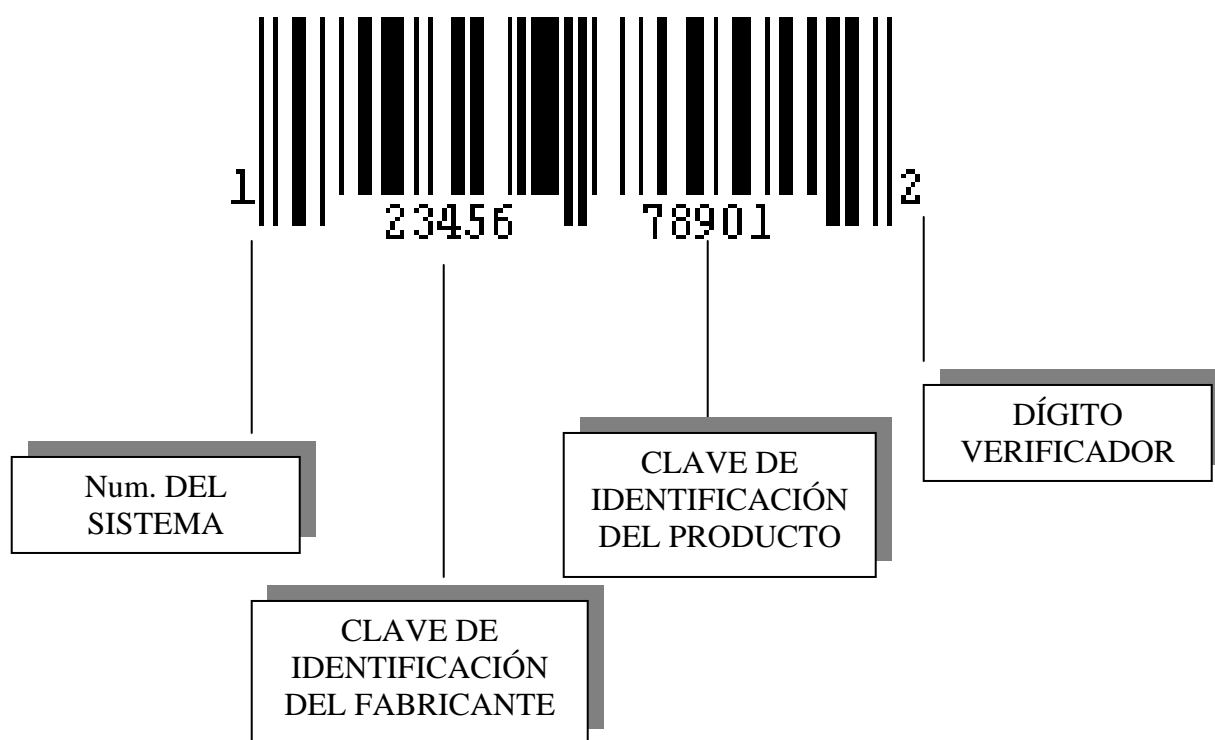 1 23456 78901 2
DÍGITO
VERIFICADOR
CLAVE DE
IDENTIFICACIÓN
DEL PRODUCTO
Num. DEL
SISTEMA
CLAVE DE
IDENTIFICACIÓN
DEL FABRICANTE